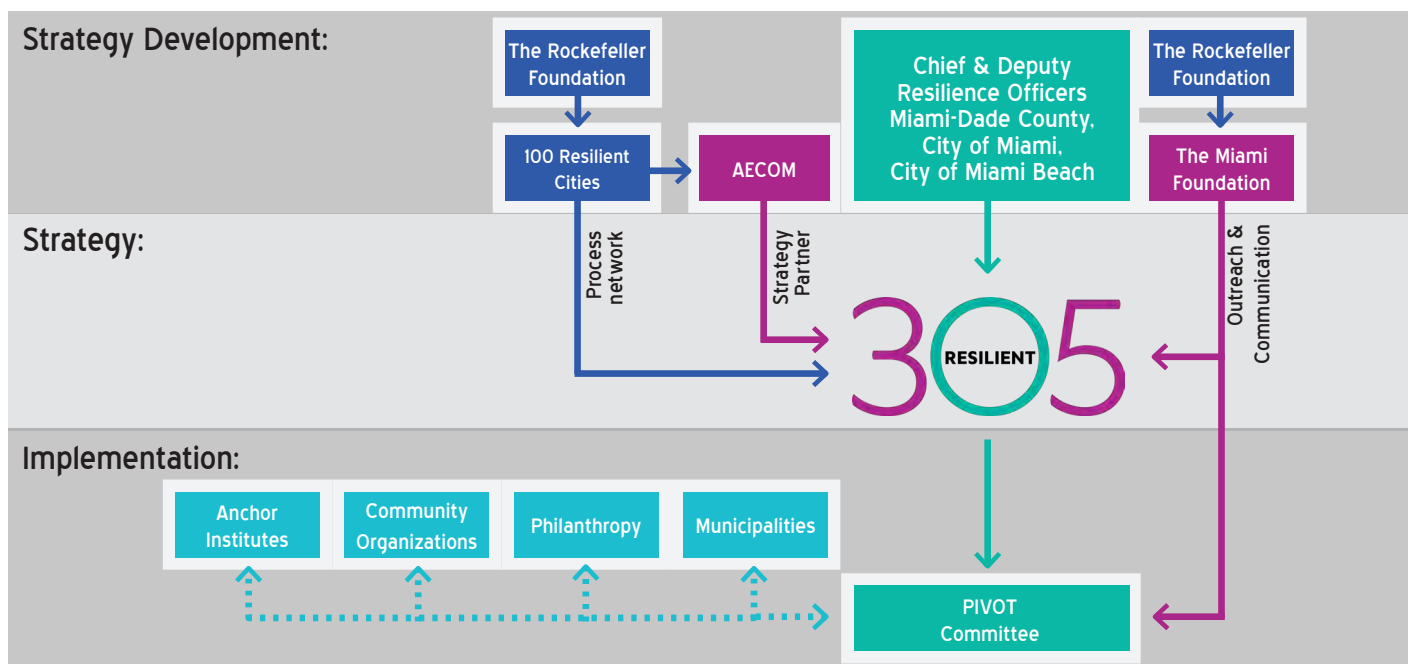 Strategy Development:
The Rockefeller
Foundation
100 Resilient
Cities
AECOM
Chief & Deputy
Resilience Officers
Miami-Dade County,
City of Miami,
City of Miami Beach
The Rockefeller
Foundation
The Miami
Foundation
Strategy:
Process
network
Strategy
Partner
305
RESILIENT
Outreach &
Communication
Implementation:
Anchor
Institutes
Community
Organizations
Philanthropy
Municipalities
PIVOT
Committee